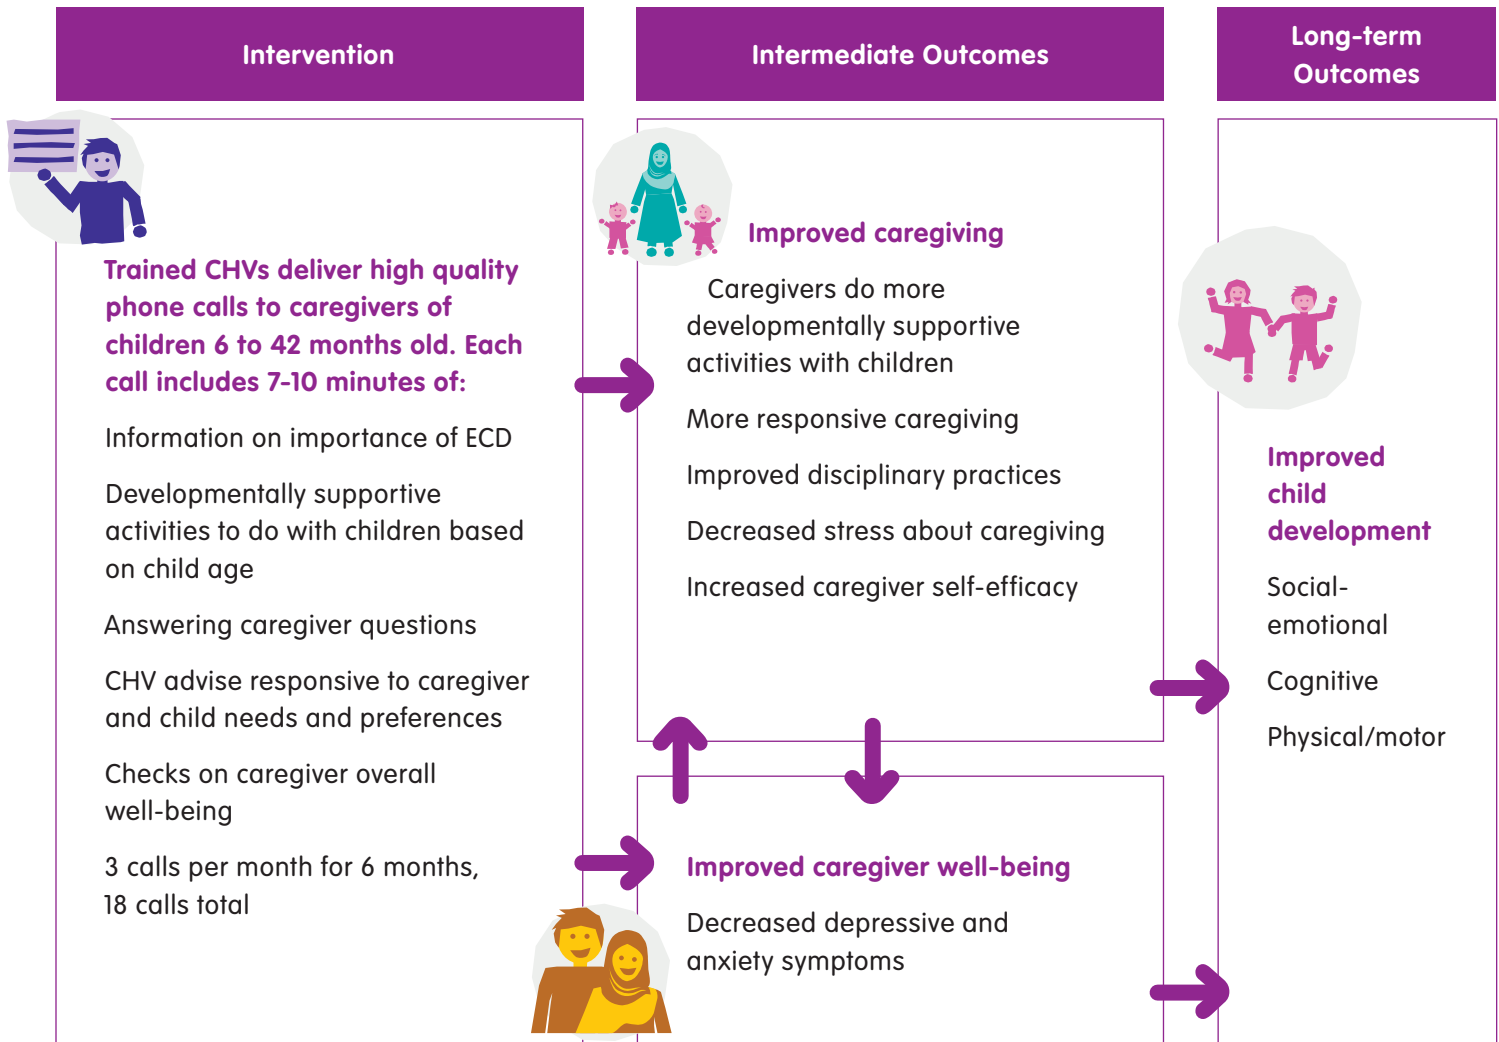 Intervention
Trained CHVs deliver high quality
phone calls to caregivers of
children 6 to 42 months old. Each
call includes 7-10 minutes of:
Information on importance of ECD
Developmentally supportive
activities to do with children based
on child age
Answering caregiver questions
CHV advise responsive to caregiver
and child needs and preferences
Checks on caregiver overall
well-being
3 calls per month for 6 months,
18 calls total
Intermediate Outcomes
Improved caregiving
Caregivers do more
developmentally supportive
activities with children
More responsive caregiving
Improved disciplinary practices
Decreased stress about caregiving
Increased caregiver self-efficacy
Improved caregiver well-being
Decreased depressive and
anxiety symptoms
Long-term
Outcomes
Improved
child
development
Social-
emotional
Cognitive
Physical/motor